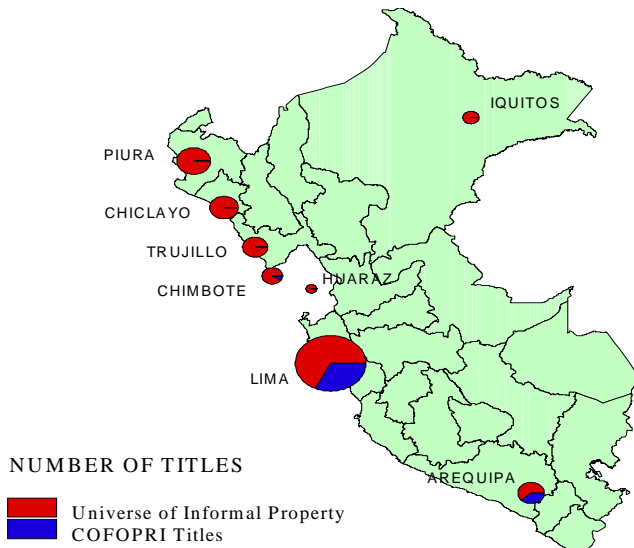 IQUITOS
PIURA
CHICLAYO
TRUJILLO
HUARAZ
CHIMBOTE
LIMA
AREQUIPA
NUMBER OF TITLES
Universe of Informal Property
COFOPRI Titles